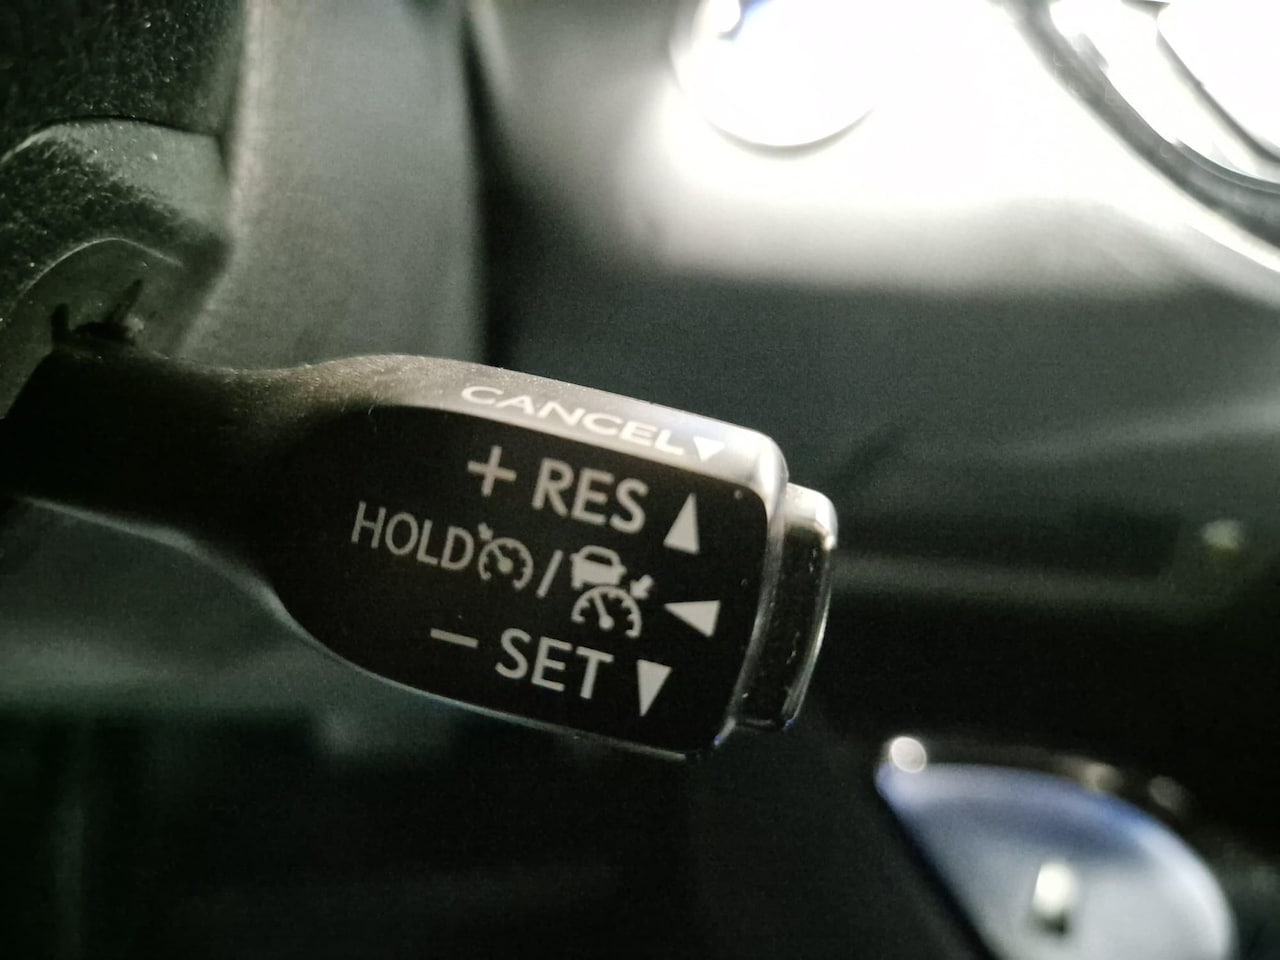 CANCEL
+ RES
HOLD /
− SET